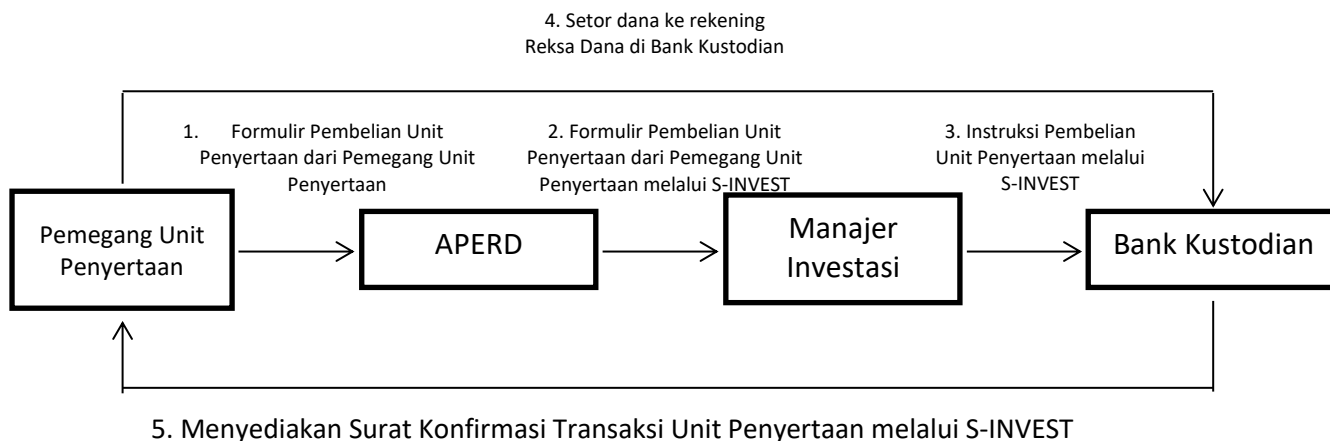 4. Setor dana ke rekening
Reksa Dana di Bank Kustodian
1. Formulir Pembelian Unit
Penyertaan dari Pemegang Unit
Penyertaan
2. Formulir Pembelian Unit
Penyertaan dari Pemegang Unit
Penyertaan melalui S-INVEST
3. Instruksi Pembelian
Unit Penyertaan melalui
S-INVEST
Pemegang Unit
Penyertaan
APERD
Manajer
Investasi
Bank Kustodian
5. Menyediakan Surat Konfirmasi Transaksi Unit Penyertaan melalui S-INVEST